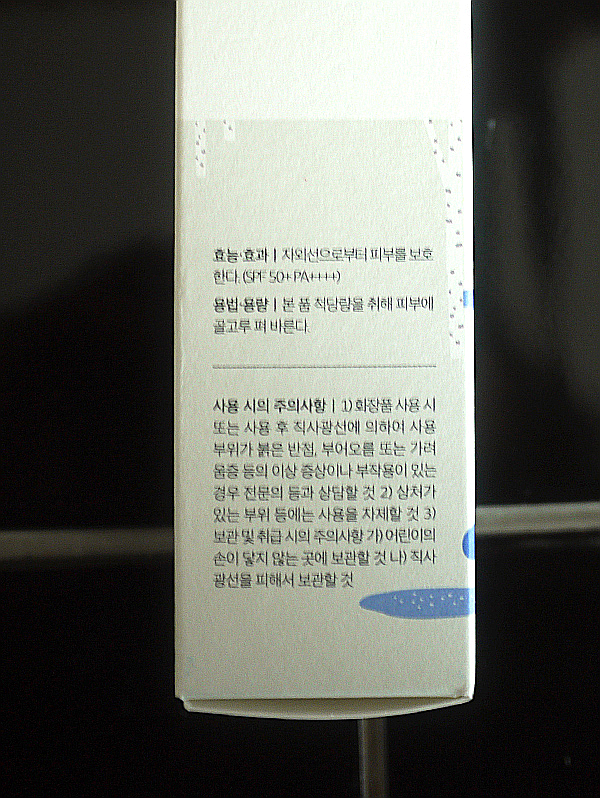 효능·효과 | 자외선으로부터 피부를 보호
한다. (SPF 50+ PA++++)
용법·용량 | 본 품 적당량을 취해 피부에
골고루 펴 바른다.
사용 시의 주의사항 | 1) 화장품 사용 시
또는 사용 후 직사광선에 의하여 사용
부위가 붉은 반점, 부어오름 또는 가려
움증 등의 이상 증상이나 부작용이 있는
경우 전문의 등과 상담할 것 2) 상처가
있는 부위 등에는 사용을 자제할 것 3)
보관 및 취급 시의 주의사항 가) 어린이의
손이 닿지 않는 곳에 보관할 것 나) 직사
광선을 피해서 보관할 것